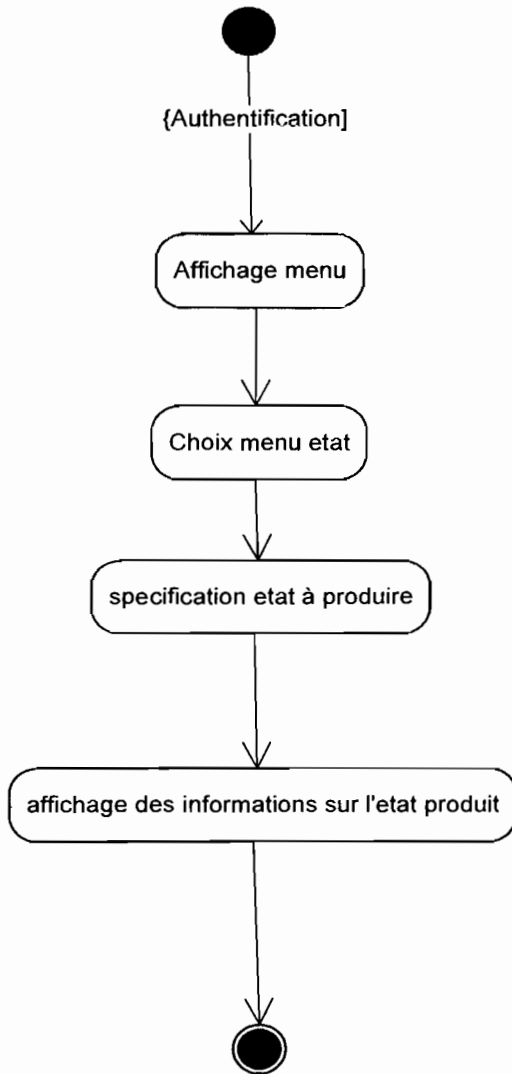 {Authentification]
Affichage menu
Choix menu etat
specification etat à produire
affichage des informations sur l'etat produit